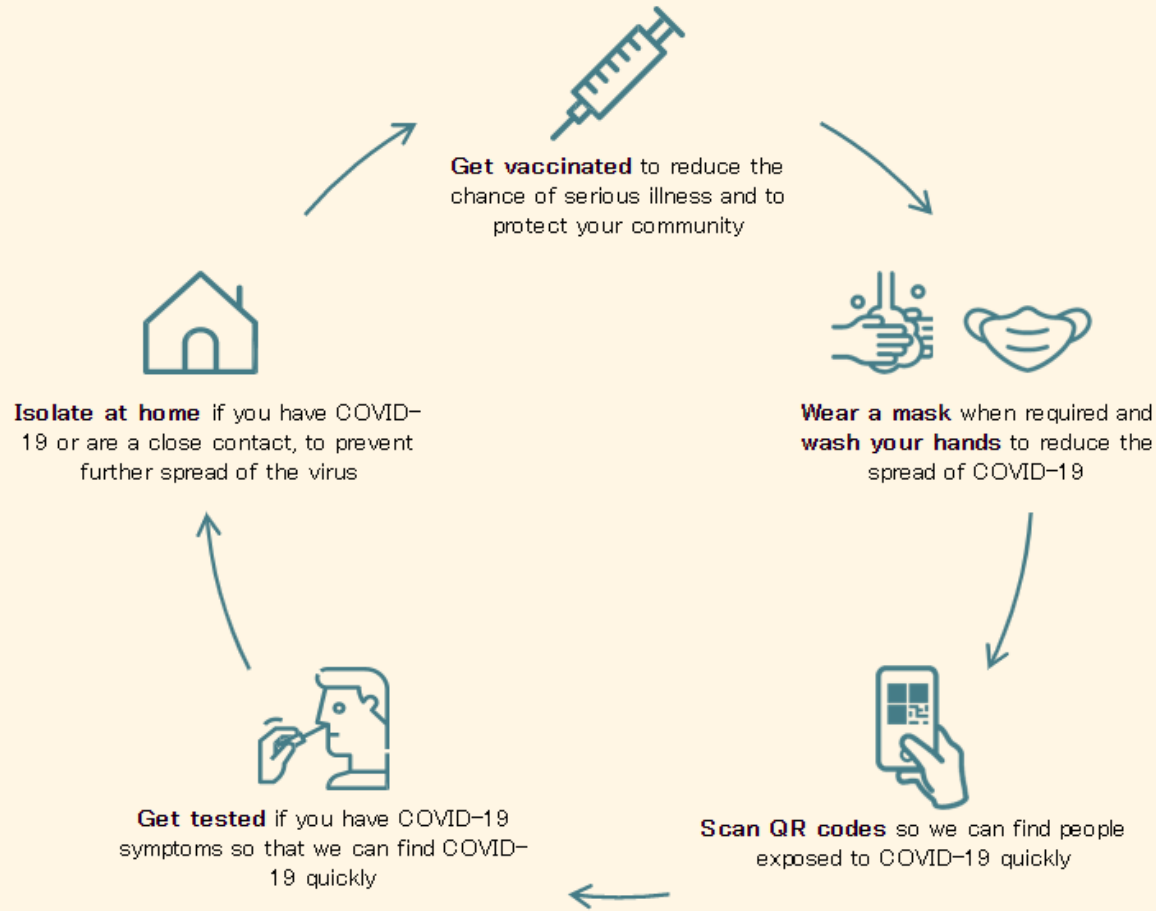 Get vaccinated to reduce the
chance of serious illness and to
protect your community
Wear a mask when required and
wash your hands to reduce the
spread of COVID-19
Scan QR codes so we can find people
exposed to COVID-19 quickly
Get tested if you have COVID-19
symptoms so that we can find COVID-
19 quickly
Isolate at home if you have COVID-
19 or are a close contact, to prevent
further spread of the virus